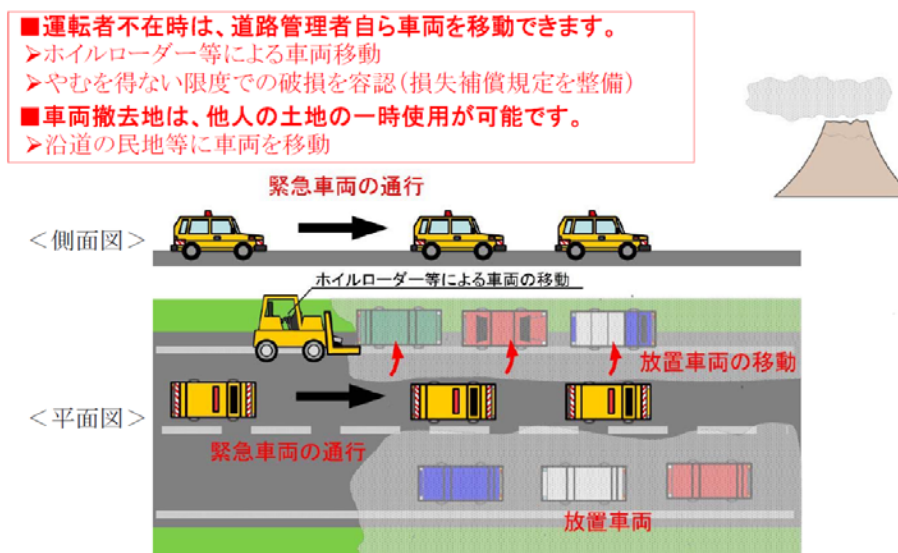 ■運転者不在時は、道路管理者自ら車両を移動できます。
➢ホイルローダー等による車両移動
➢やむを得ない限度での破損を容認(損失補償規定を整備)
■車両撤去地は、他人の土地の一時使用が可能です。
➢沿道の民地等に車両を移動
緊急車両の通行
<側面図>
ホイルローダー等による車両の移動
放置車両の移動
<平面図>
緊急車両の通行
放置車両